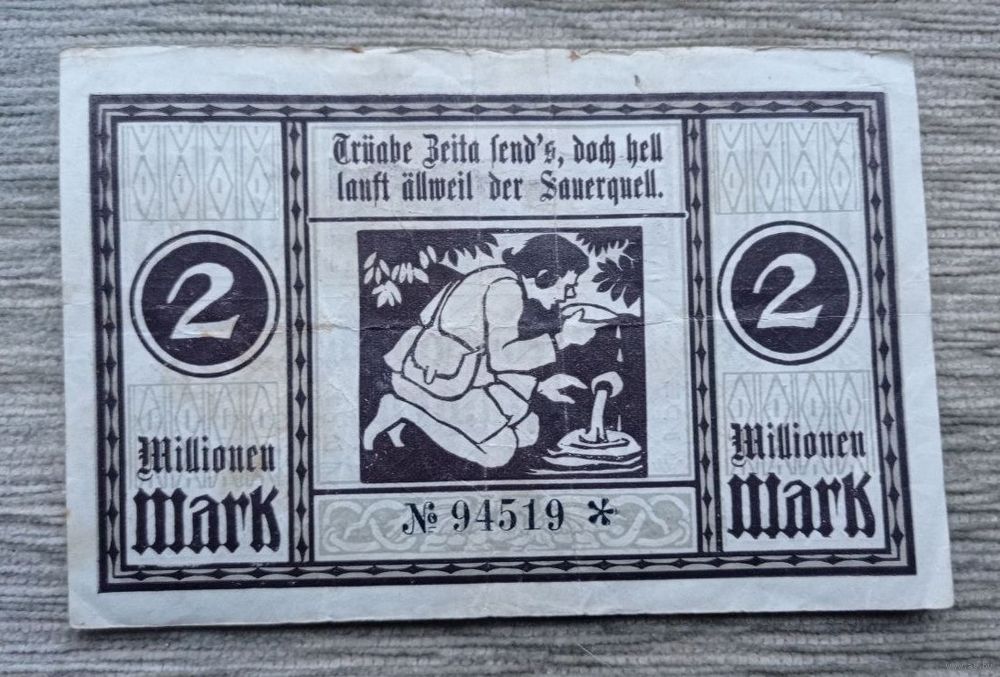 Trüabe Zeita send's, doch hell
lauft ällweil der Sauerquell.
2
Millionen
Mark
2
Millionen
Mark
№ 94519 *